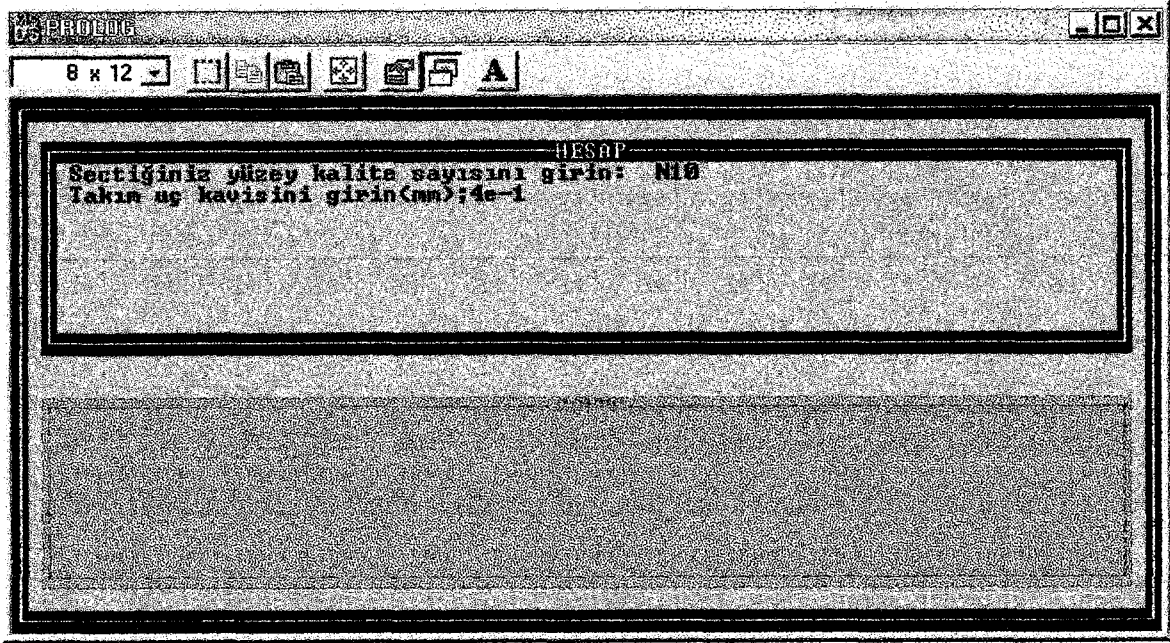 PROLOG
8 x 12
A
HESAP
Sectiğiniz yüzey kalite sayısını girin: N10
Takım uç kavisini girin(mm);4e-1